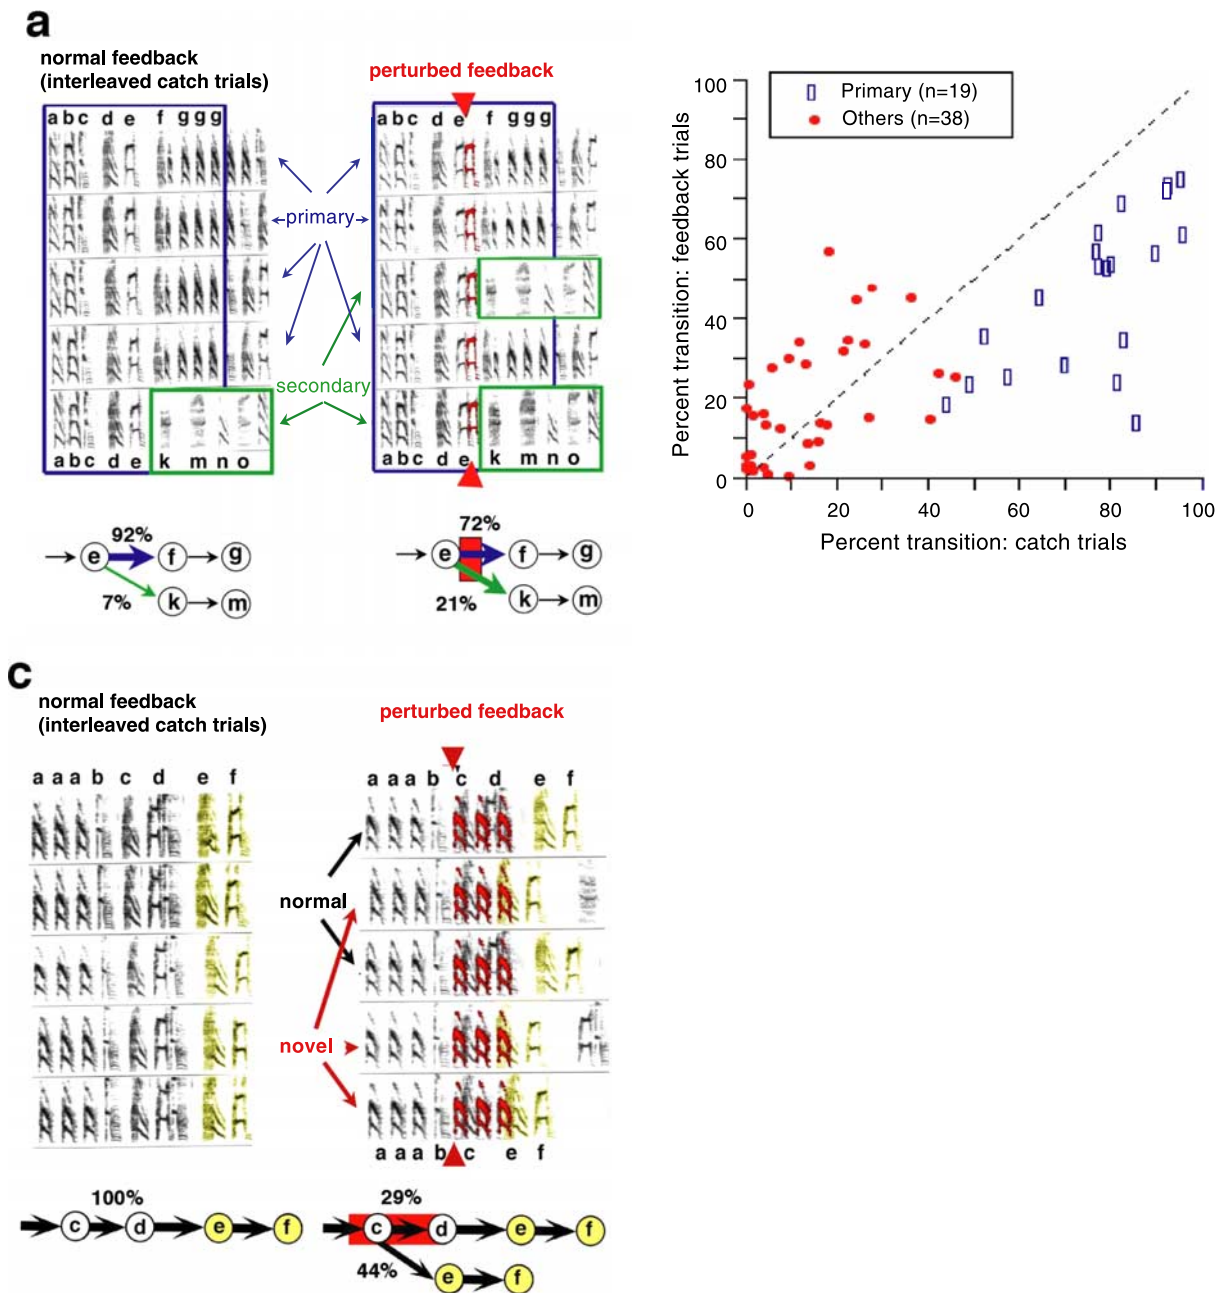 a
normal feedback
(interleaved catch trials)
perturbed feedback
a b c d e f g g g
a b c d e f g g g
primary
secondary
a b c d e k m n o
a b c d e k m n o
92%
e f g
7%
k m
72%
e f g
21%
k m
100
80
60
40
20
0
Percent transition: feedback trials
Primary (n=19)
Others (n=38)
0 20 40 60 80 100
Percent transition: catch trials
c
normal feedback
(interleaved catch trials)
perturbed feedback
a a a b c d e f
a a a b c d e f
normal
novel
a a a b c e f
100%
c d e f
29%
c d e f
44%
e f